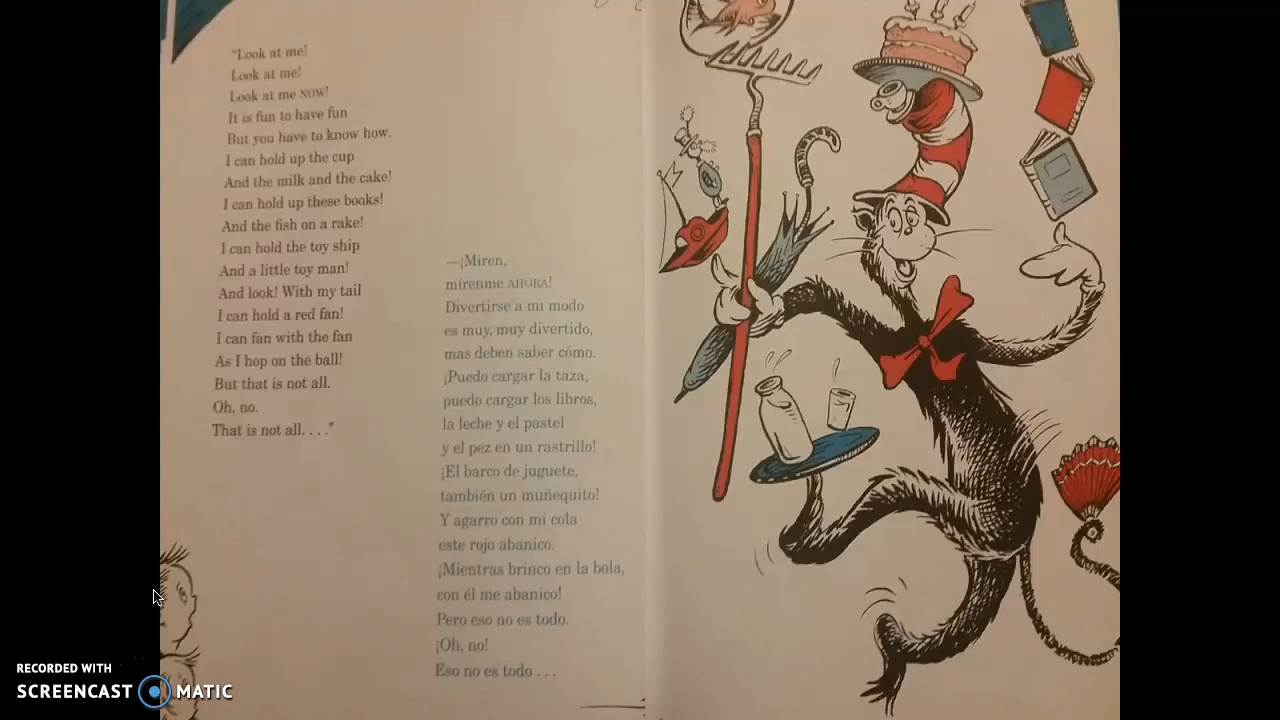 "Look at me!
Look at me!
Look at me NOW!
It is fun to have fun
But you have to know how.
I can hold up the cup
And the milk and the cake!
I can hold up these books!
And the fish on a rake!
I can hold the toy ship
And a little toy man!
And look! With my tail
I can hold a red fan!
I can fan with the fan
As I hop on the ball!
But that is not all.
Oh, no.
That is not all. . . ."
—¡Miren,
mírenme AHORA!
Divertirse a mi modo
es muy, muy divertido,
mas deben saber cómo.
¡Puedo cargar la taza,
puedo cargar los libros,
la leche y el pastel
y el pez en un rastrillo!
¡El barco de juguete,
también un muñequito!
Y agarro con mi cola
este rojo abanico.
¡Mientras brinco en la bola,
con él me abanico!
Pero eso no es todo.
¡Oh, no!
Eso no es todo . . .
RECORDED WITH
SCREENCAST MATIC